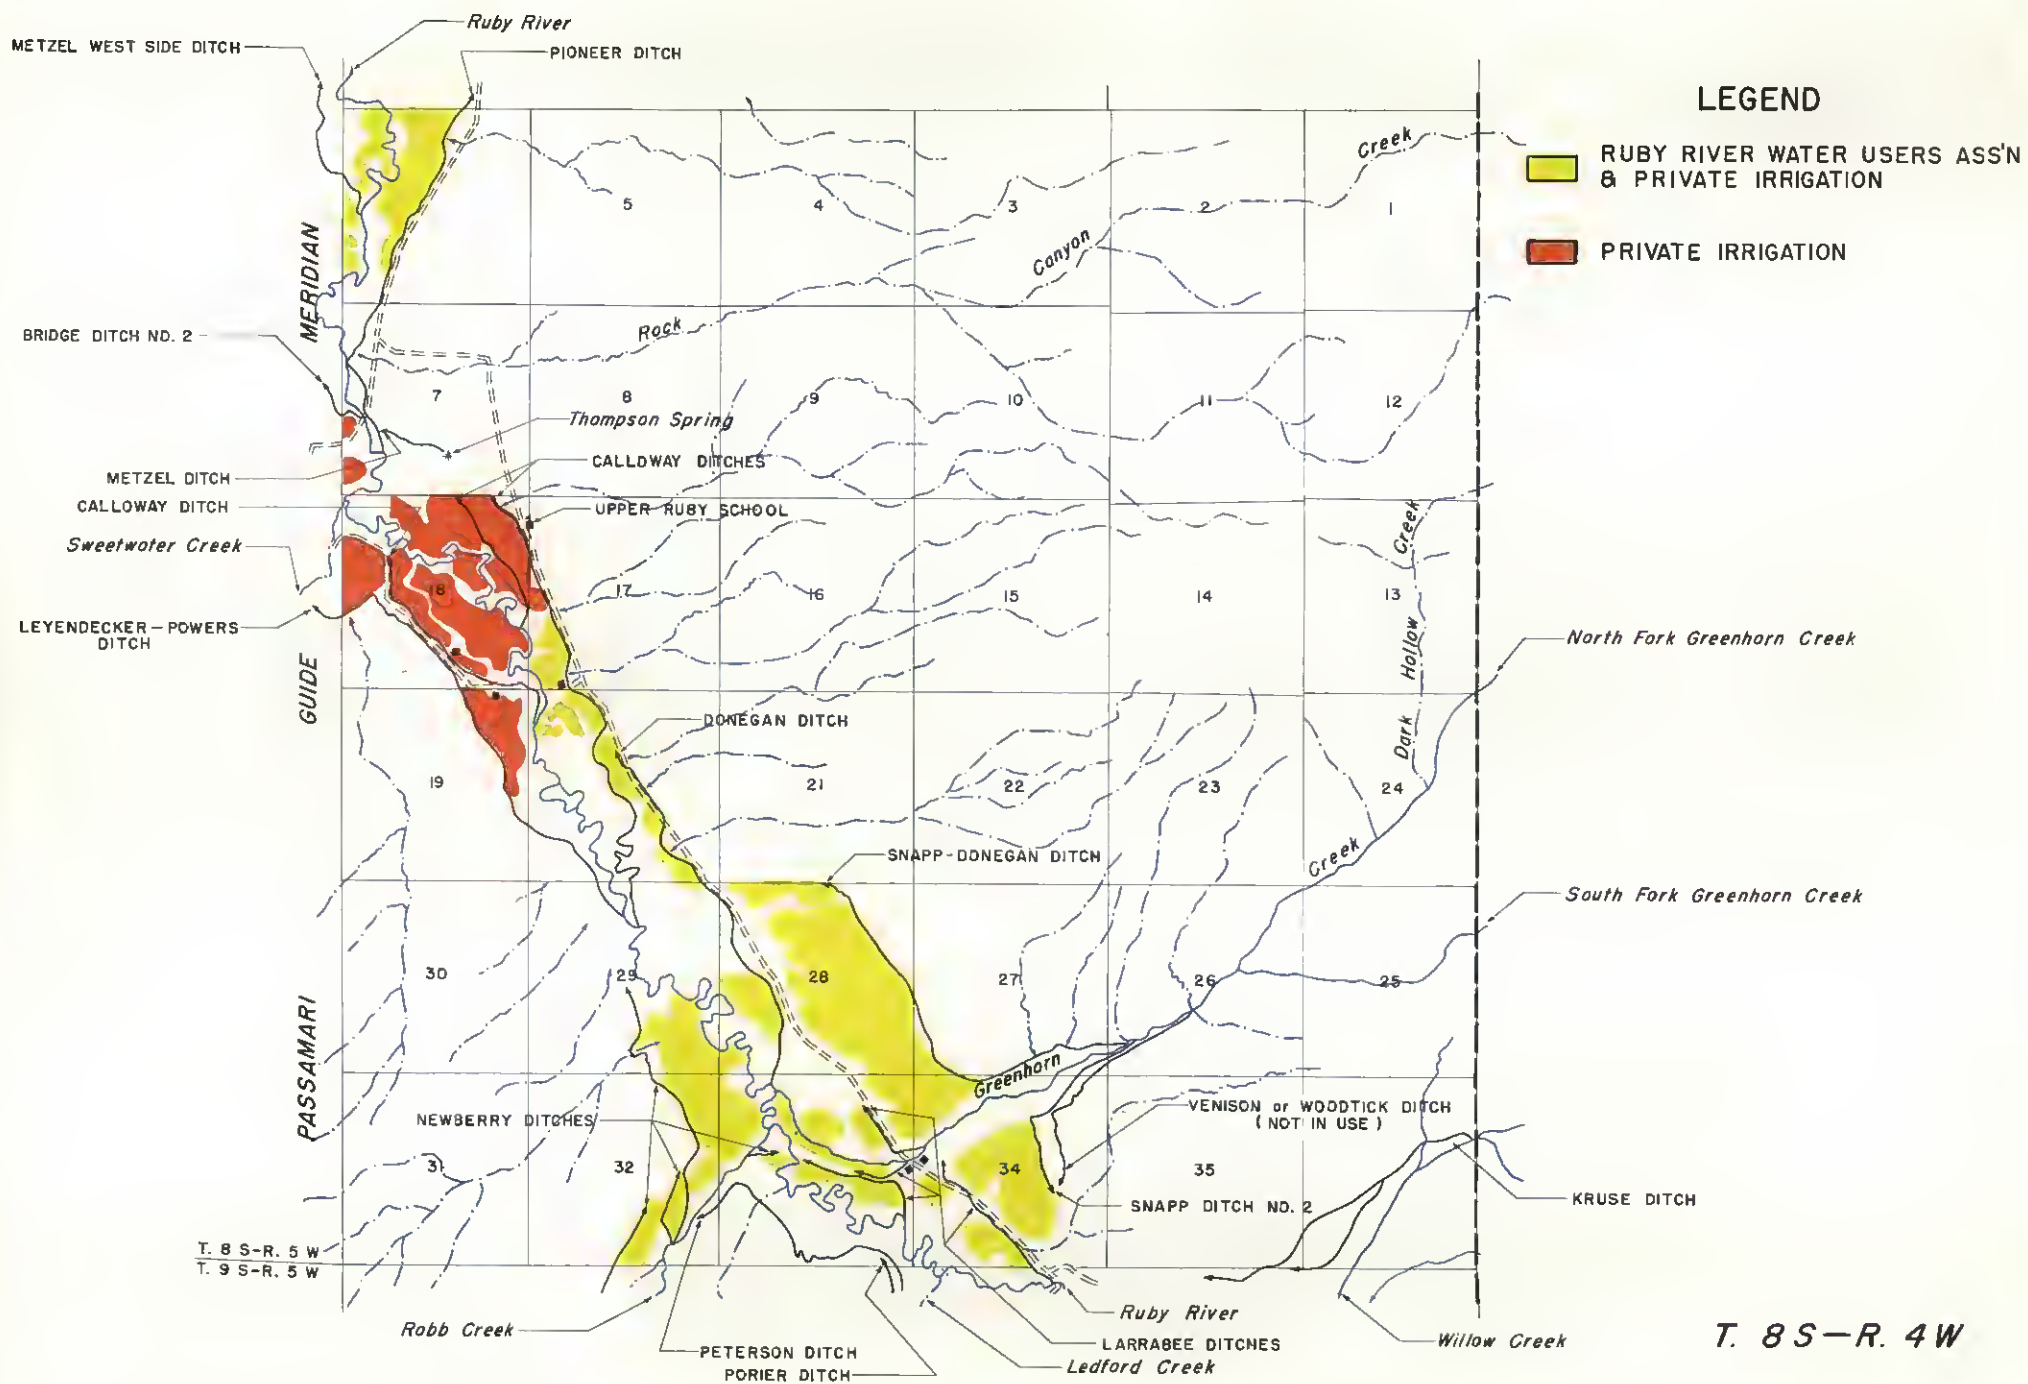 Ruby River
METZEL WEST SIDE DITCH
PIONEER DITCH
LEGEND
RUBY RIVER WATER USERS ASS'N
& PRIVATE IRRIGATION
PRIVATE IRRIGATION
Creek
5
4
3
2
1
Canyon
MERIDIAN
Rock
BRIDGE DITCH NO. 2
7
8
9
10
11
12
Thompson Spring
CALLOWAY DITCHES
METZEL DITCH
CALLOWAY DITCH
UPPER RUBY SCHOOL
Sweetwater Creek
Creek
18
17
16
15
14
13
LEYENDECKER-POWERS
DITCH
Hollow
North Fork Greenhorn Creek
GUIDE
DONEGAN DITCH
Dark
19
21
22
23
24
SNAPP-DONEGAN DITCH
Creek
South Fork Greenhorn Creek
30
29
28
27
26
25
PASSAMARI
Greenhorn
NEWBERRY DITCHES
VENISON or WOODTICK DITCH
(NOT IN USE)
31
32
34
35
SNAPP DITCH NO. 2
KRUSE DITCH
T. 8 S-R. 5 W
T. 9 S-R. 5 W
Ruby River
Robb Creek
LARRABEE DITCHES
Willow Creek
T. 8 S-R. 4 W
PETERSON DITCH
Ledford Creek
PORIER DITCH